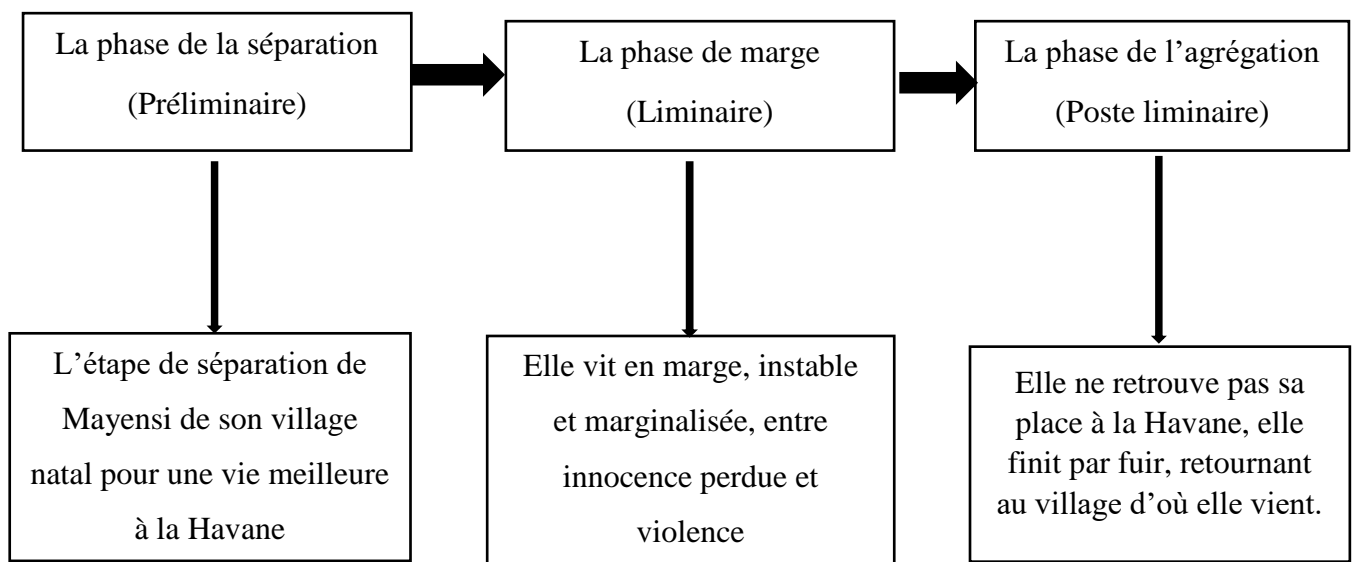 La phase de la séparation
(Préliminaire)
La phase de marge
(Liminaire)
La phase de l’agrégation
(Poste liminaire)
L’étape de séparation de
Mayensi de son village
natal pour une vie meilleure
à la Havane
Elle vit en marge, instable
et marginalisée, entre
innocence perdue et
violence
Elle ne retrouve pas sa
place à la Havane, elle
finit par fuir, retournant
au village d’où elle vient.